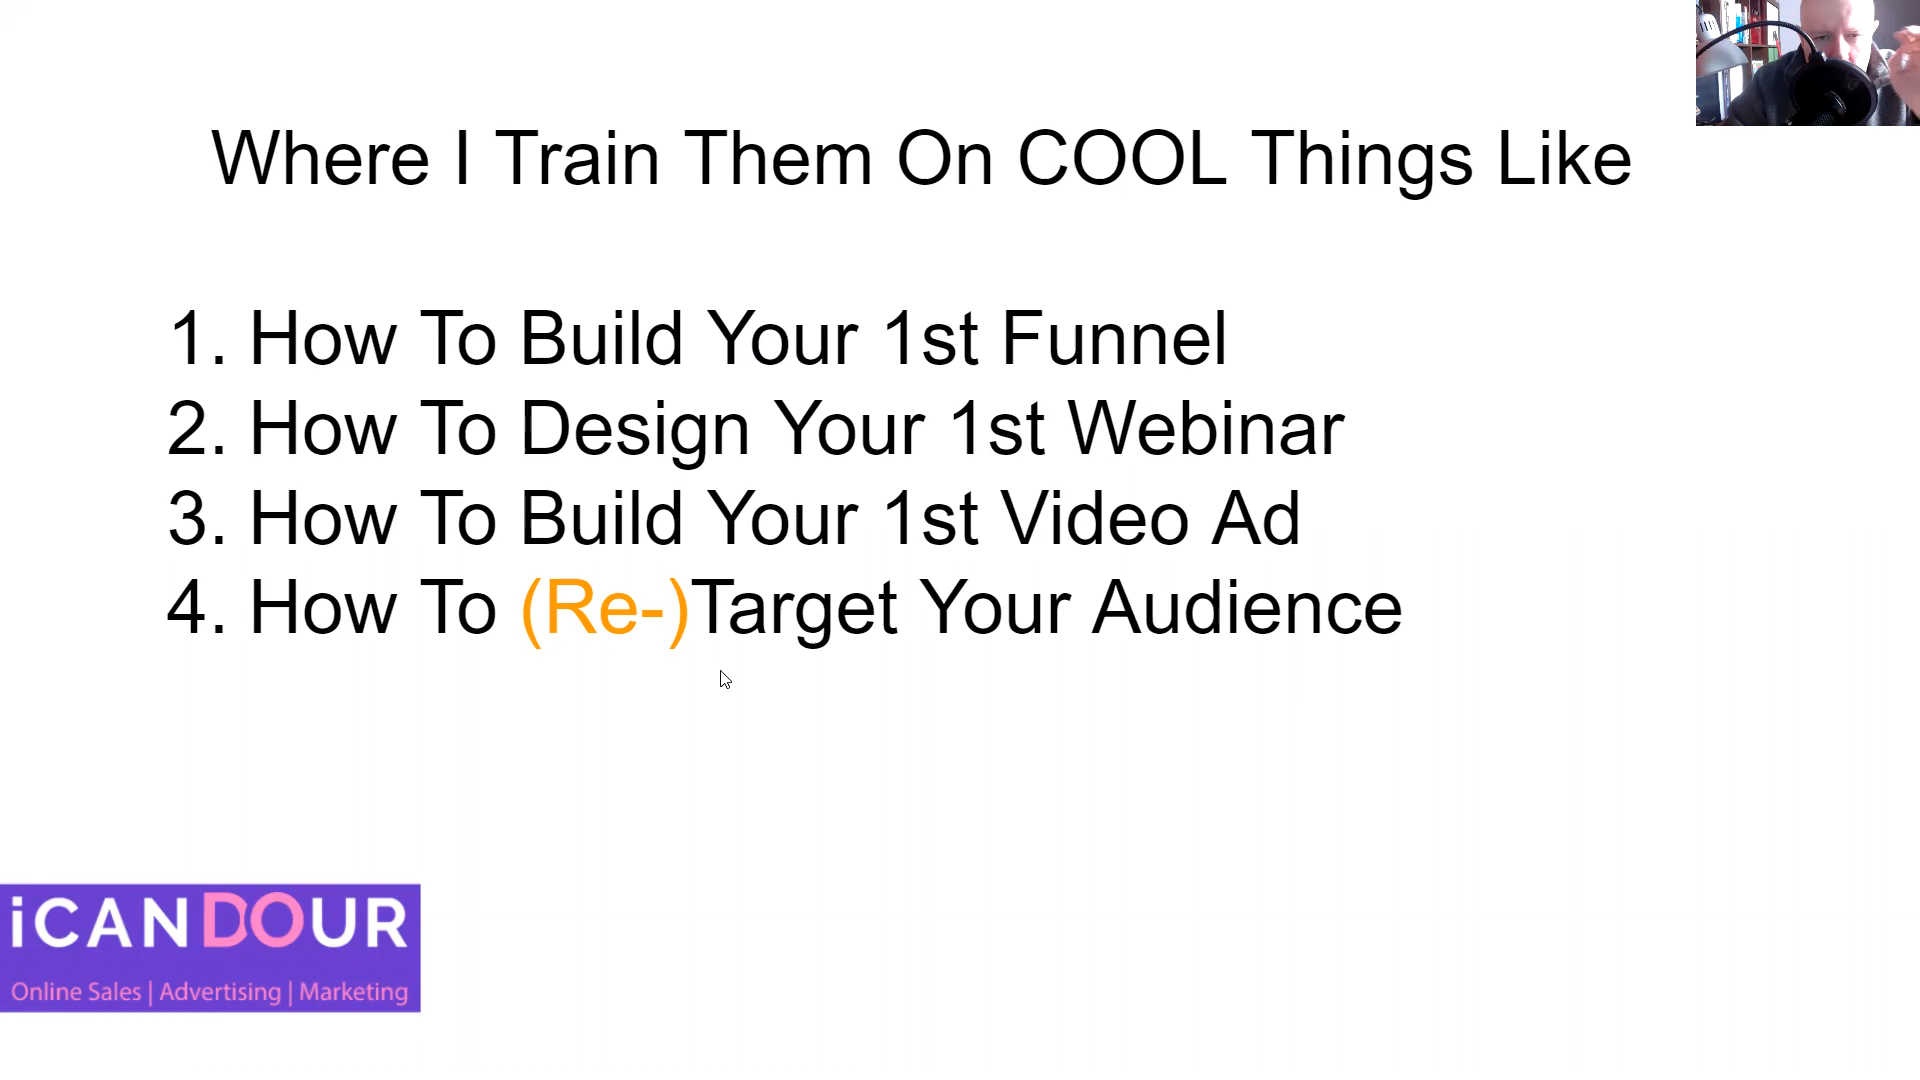 Where I Train Them On COOL Things Like
1. How To Build Your 1st Funnel
2. How To Design Your 1st Webinar
3. How To Build Your 1st Video Ad
4. How To (Re-)Target Your Audience
iCANDOUR
Online Sales | Advertising | Marketing